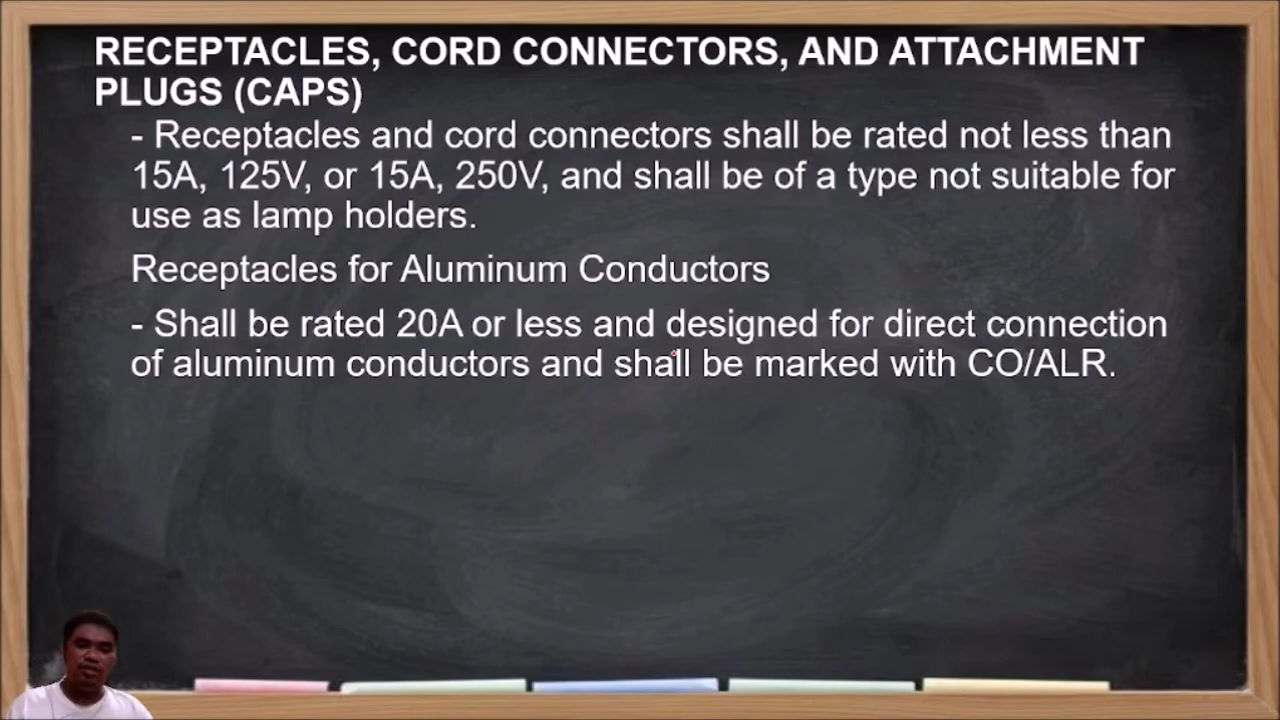 RECEPTACLES, CORD CONNECTORS, AND ATTACHMENT
PLUGS (CAPS)
- Receptacles and cord connectors shall be rated not less than
15A, 125V, or 15A, 250V, and shall be of a type not suitable for
use as lamp holders.
Receptacles for Aluminum Conductors
- Shall be rated 20A or less and designed for direct connection
of aluminum conductors and shall be marked with CO/ALR.